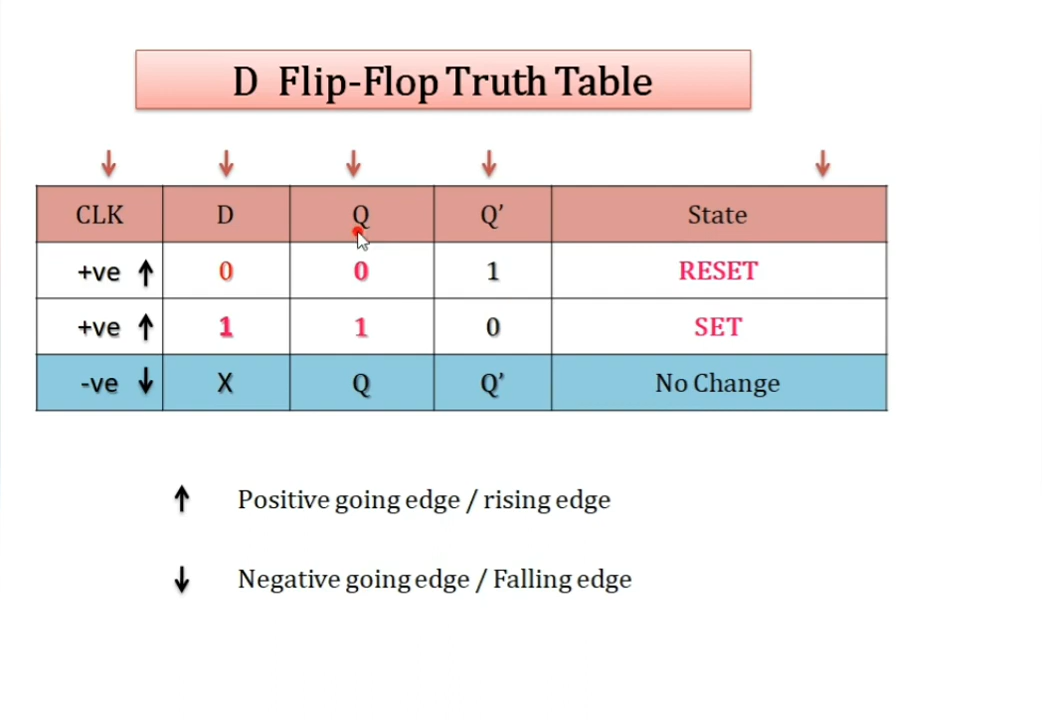 D Flip-Flop Truth Table
↓ ↓ ↓ ↓ ↓
CLK D Q Q’ State
+ve ↑ 0 0 1 RESET
+ve ↑ 1 1 0 SET
-ve ↓ X Q Q’ No Change
↑ Positive going edge / rising edge
↓ Negative going edge / Falling edge